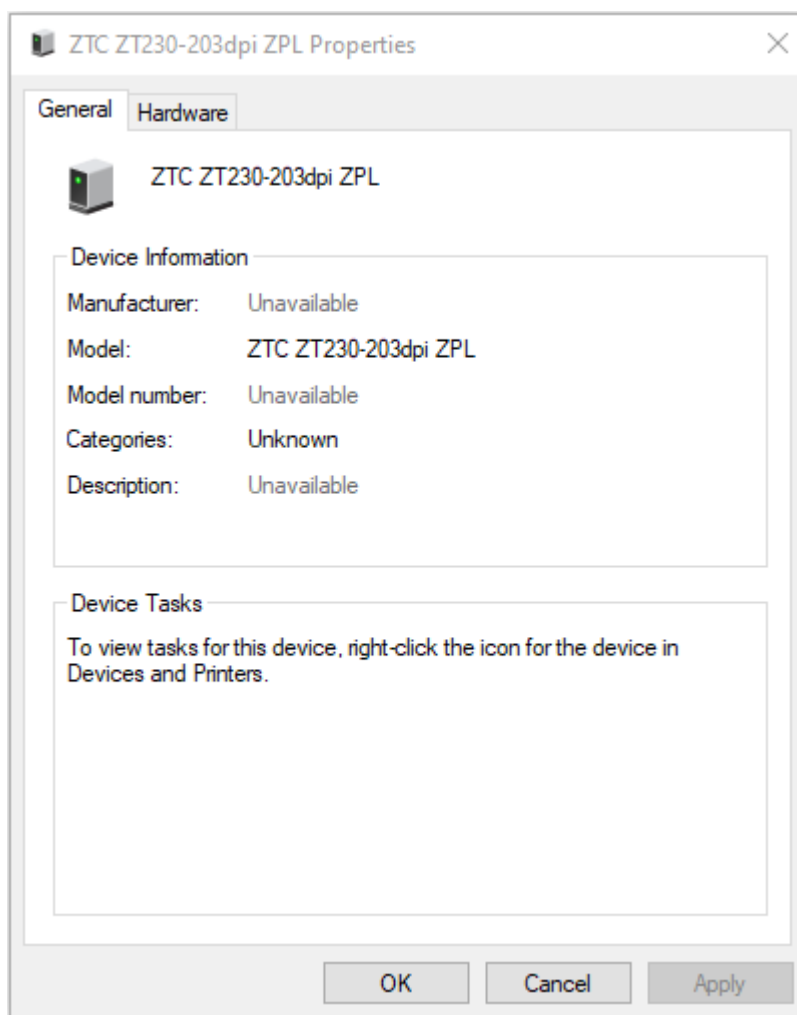 ZTC ZT230-203dpi ZPL Properties
General
Hardware
ZTC ZT230-203dpi ZPL
Device Information
Manufacturer: Unavailable
Model: ZTC ZT230-203dpi ZPL
Model number: Unavailable
Categories: Unknown
Description: Unavailable
Device Tasks
To view tasks for this device, right-click the icon for the device in
Devices and Printers.
OK
Cancel
Apply